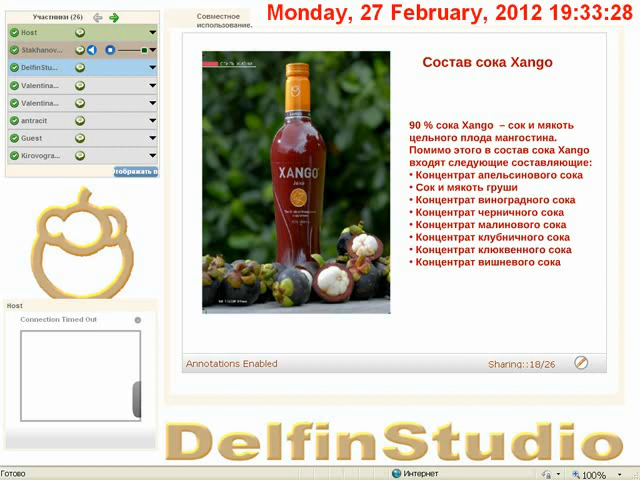 Monday, 27 February, 2012 19:33:28
Участники (26)
Совместное
использование.
Host
Stakhanov...
DelfinStu...
Valentina...
Valentina...
antracit
Guest
Kirovogra...
Отображать в
Состав сока Xango
XANGO
Juice
90 % сока Xango – сок и мякоть
цельного плода мангостина.
Помимо этого в состав сока Xango
входят следующие составляющие:
• Концентрат апельсинового сока
• Сок и мякоть груши
• Концентрат виноградного сока
• Концентрат черничного сока
• Концентрат малинового сока
• Концентрат клубничного сока
• Концентрат клюквенного сока
• Концентрат вишневого сока
Host
Connection Timed Out
Annotations Enabled
Sharing::18/26
DelfinStudio
Готово
Интернет
100%